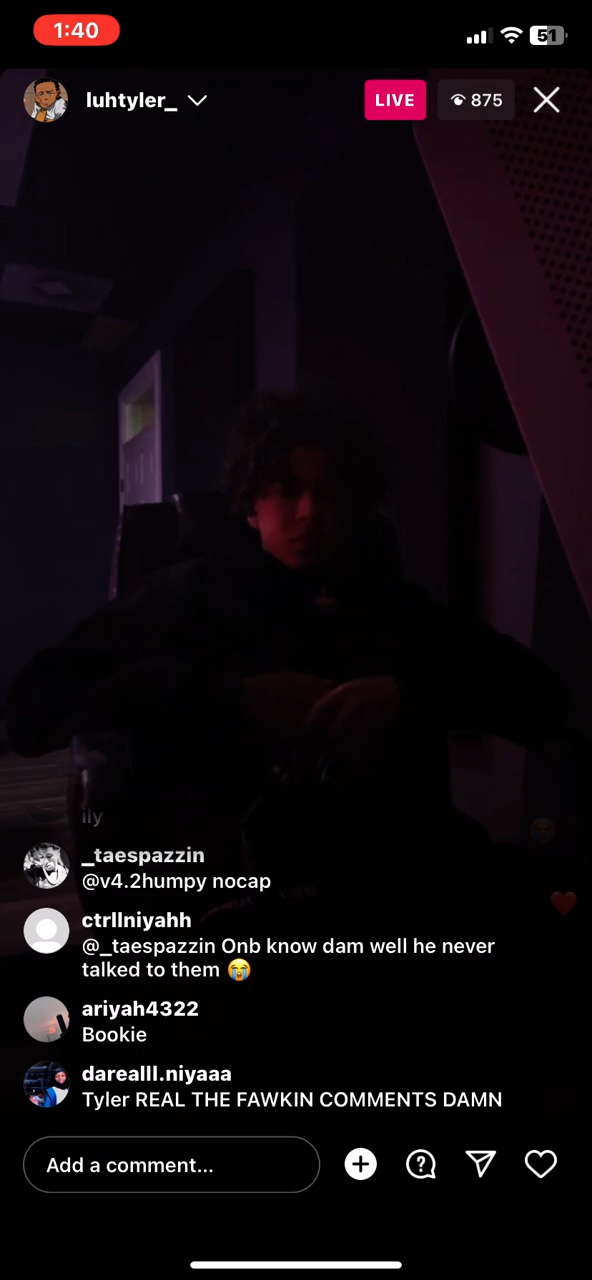 1:40
51
luhtyler_
LIVE
875
ily
_taespazzin
@v4.2humpy nocap
ctrllniyahh
@_taespazzin Onb know dam well he never
talked to them 😭
ariyah4322
Bookie
darealll.niyaaa
Tyler REAL THE FAWKIN COMMENTS DAMN
Add a comment...